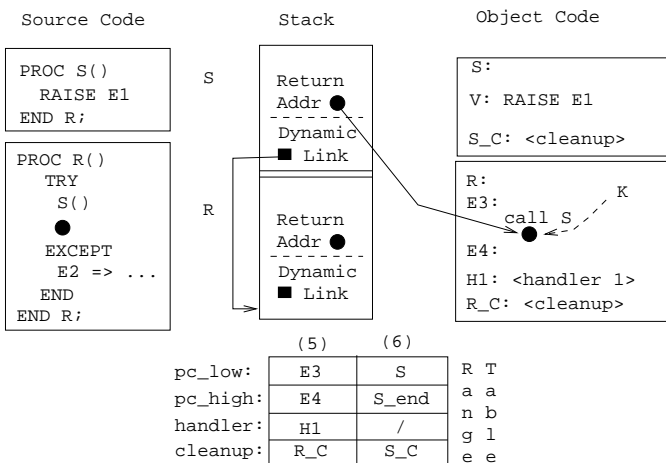 Source Code
Stack
Object Code
PROC S()
RAISE E1
END R;
PROC R()
TRY
S()
EXCEPT
E2 => ...
END
END R;
S
Return
Addr
Dynamic
Link
R
Return
Addr
Dynamic
Link
S:
V: RAISE E1
S_C: <cleanup>
R:
E3:
call S
K
E4:
H1: <handler 1>
R_C: <cleanup>
(5) (6)
pc_low: E3 S
pc_high: E4 S_end
handler: H1 /
cleanup: R_C S_C
Range
Table